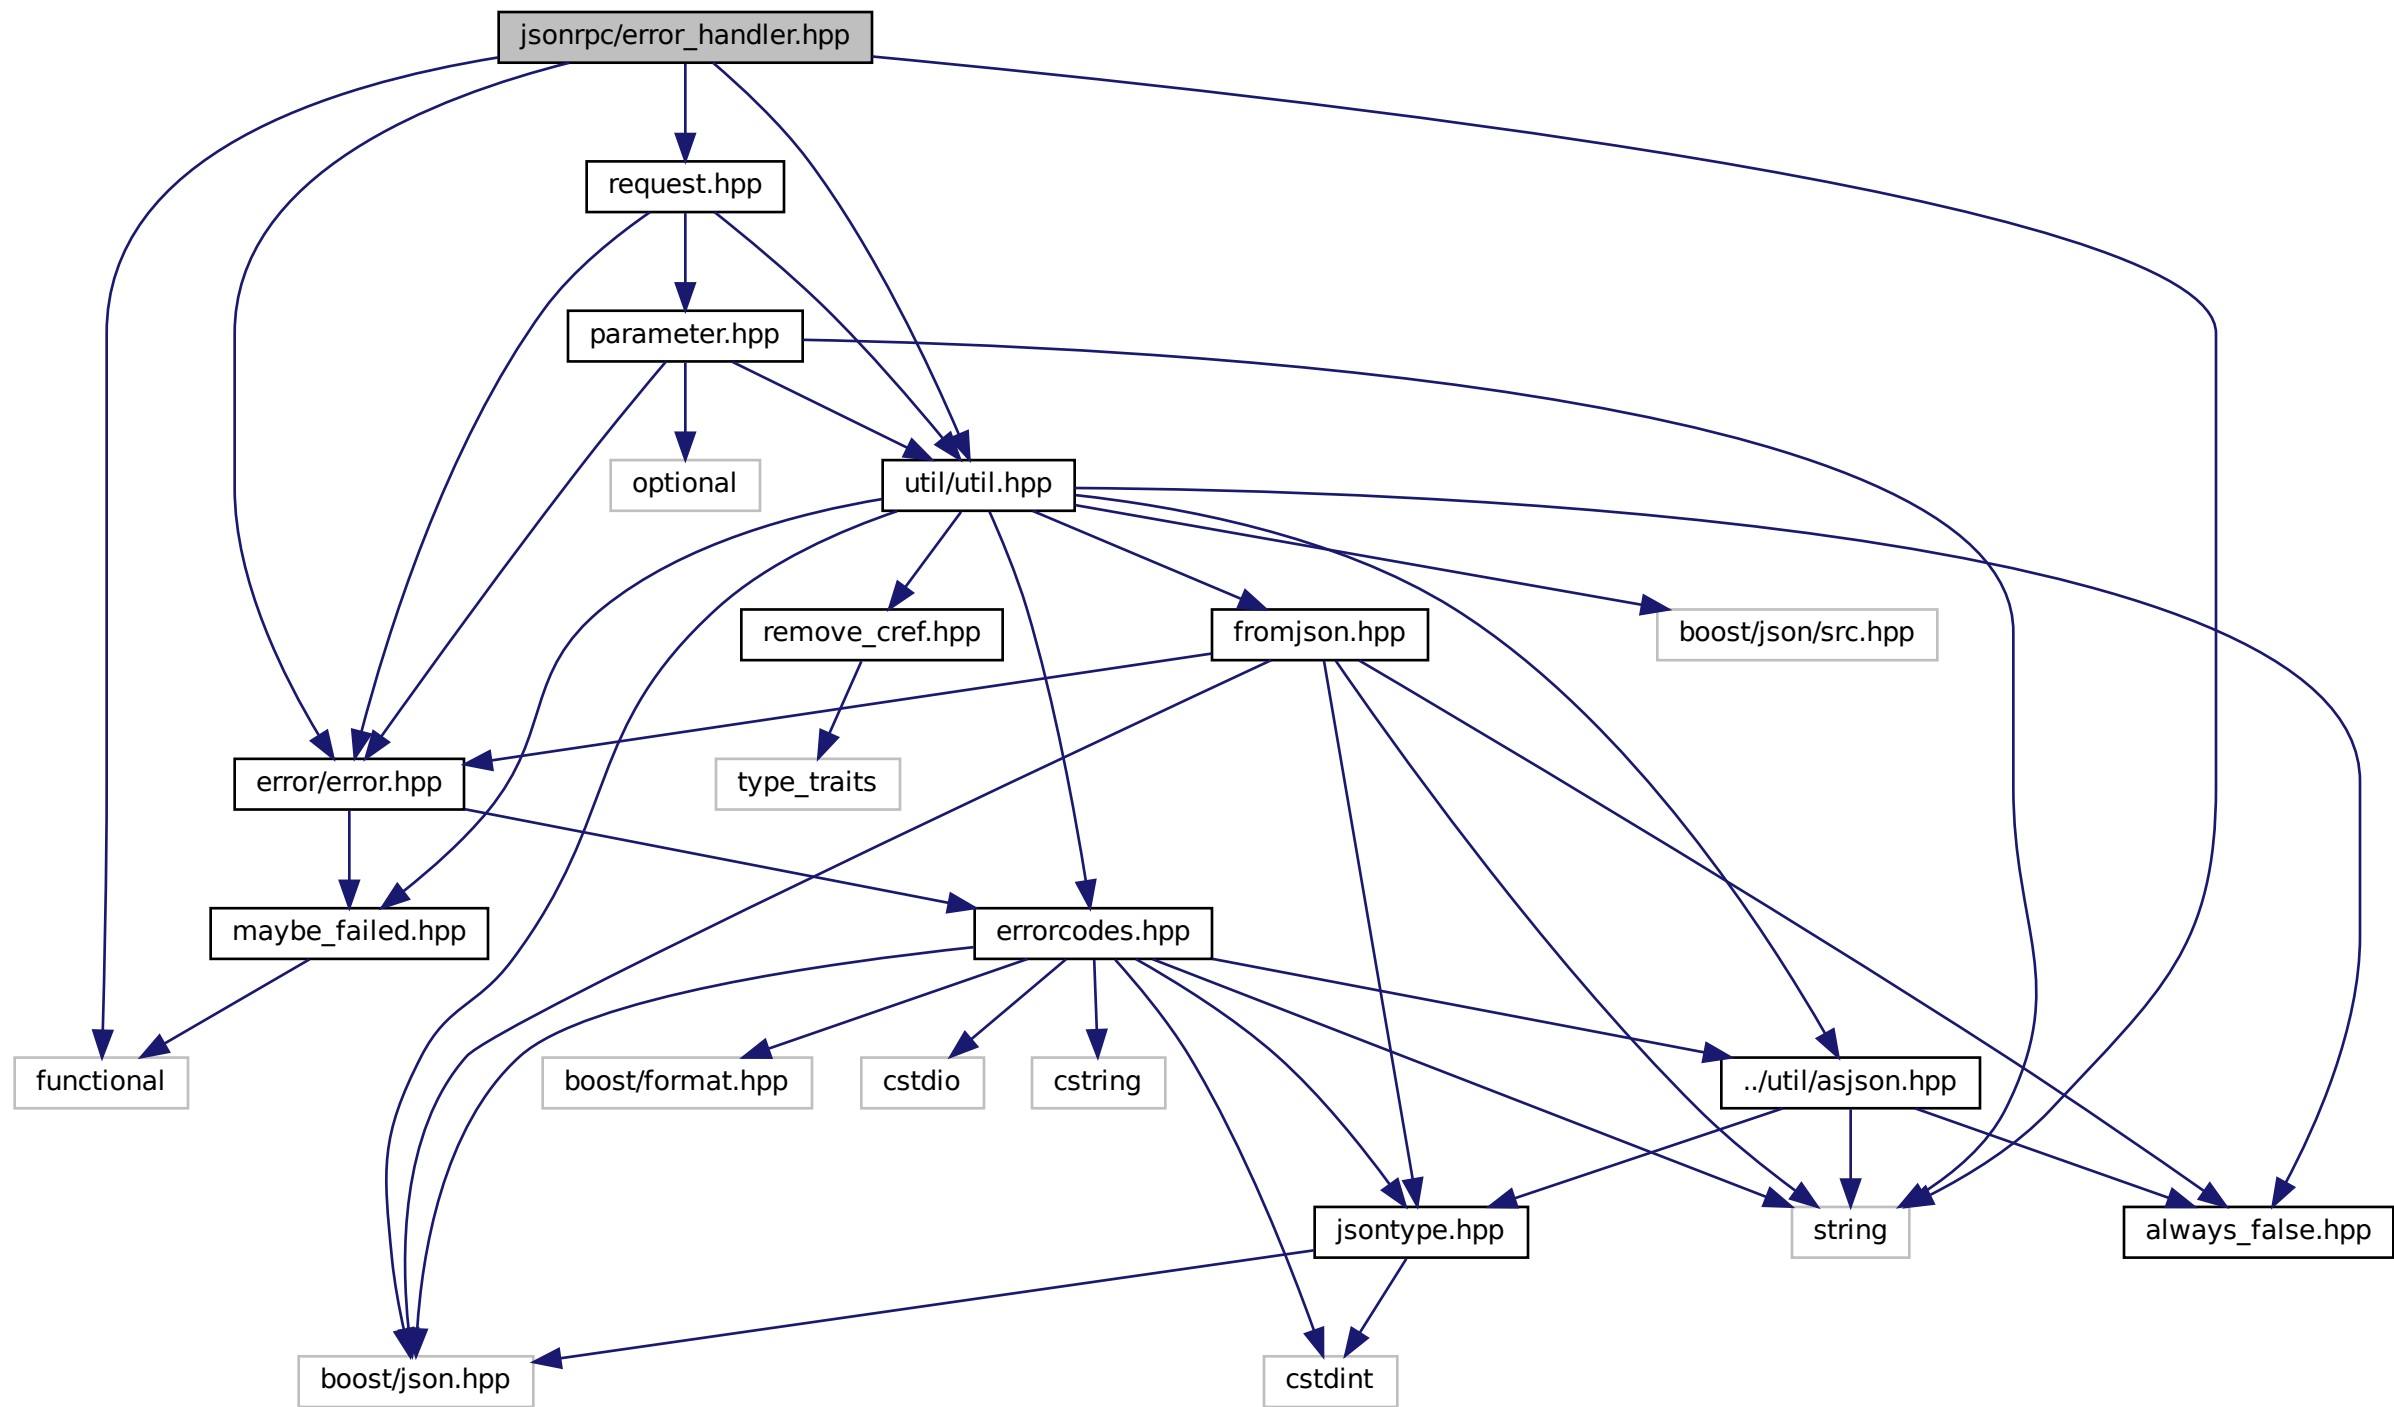 jsonrpc/error_handler.hpp
request.hpp
parameter.hpp
optional
util/util.hpp
remove_cref.hpp
fromjson.hpp
boost/json/src.hpp
error/error.hpp
type_traits
maybe_failed.hpp
errorcodes.hpp
functional
boost/format.hpp
cstdio
cstring
../util/asjson.hpp
jsontype.hpp
string
always_false.hpp
boost/json.hpp
cstdint